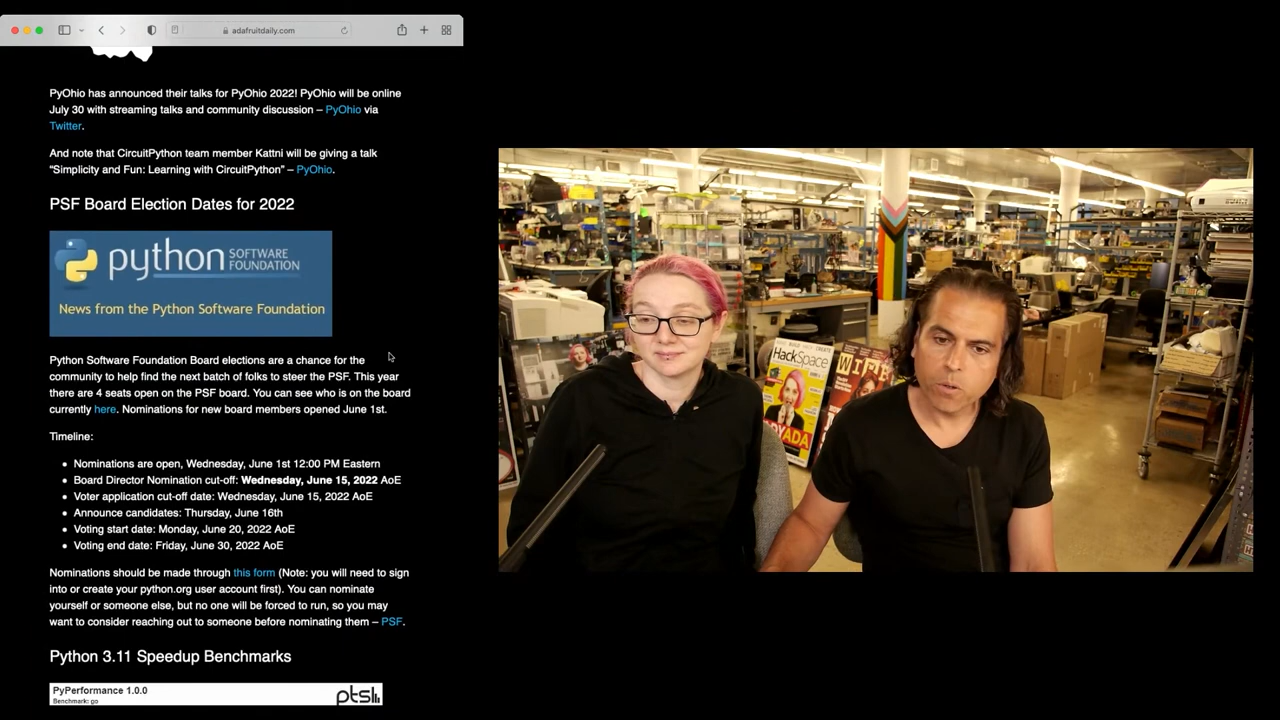 adafruitdaily.com
PyOhio has announced their talks for PyOhio 2022! PyOhio will be online
July 30 with streaming talks and community discussion – PyOhio via
Twitter.
And note that CircuitPython team member Kattni will be giving a talk
“Simplicity and Fun: Learning with CircuitPython” – PyOhio.
PSF Board Election Dates for 2022
python SOFTWARE
FOUNDATION
News from the Python Software Foundation
Python Software Foundation Board elections are a chance for the
community to help find the next batch of folks to steer the PSF. This year
there are 4 seats open on the PSF board. You can see who is on the board
currently here. Nominations for new board members opened June 1st.
Timeline:
Nominations are open, Wednesday, June 1st 12:00 PM Eastern
Board Director Nomination cut-off: Wednesday, June 15, 2022 AoE
Voter application cut-off date: Wednesday, June 15, 2022 AoE
Announce candidates: Thursday, June 16th
Voting start date: Monday, June 20, 2022 AoE
Voting end date: Friday, June 30, 2022 AoE
Nominations should be made through this form (Note: you will need to sign
into or create your python.org user account first). You can nominate
yourself or someone else, but no one will be forced to run, so you may
want to consider reaching out to someone before nominating them – PSF.
Python 3.11 Speedup Benchmarks
PyPerformance 1.0.0
Benchmark: go
pts
HackSpace
WIRED